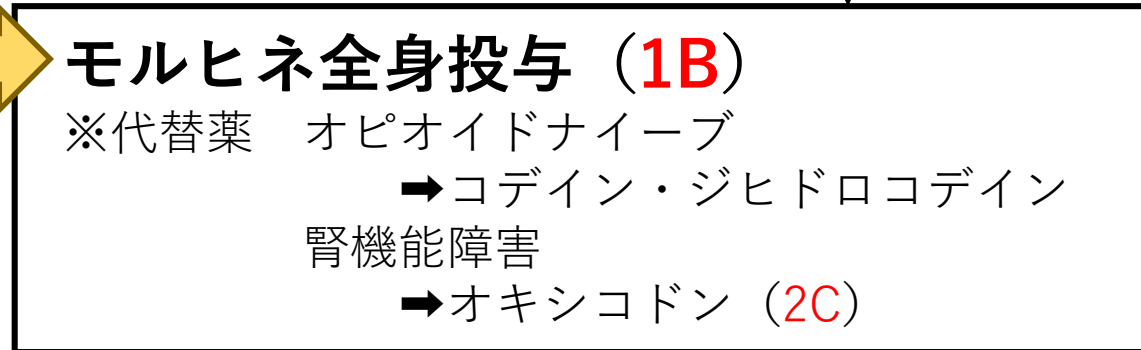 モルヒネ全身投与（1B）
※代替薬　オピオイドナイーブ
➡コデイン・ジヒドロコデイン
腎機能障害
➡オキシコドン（2C）